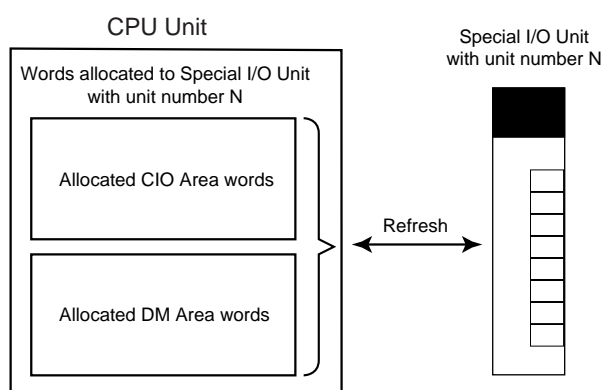 CPU Unit
Words allocated to Special I/O Unit
with unit number N
Allocated CIO Area words
Allocated DM Area words
Refresh
Special I/O Unit
with unit number N